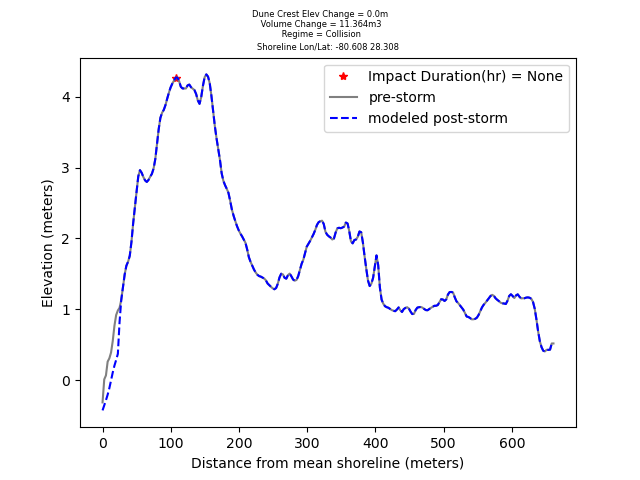 Dune Crest Elev Change = 0.0m
Volume Change = 11.364m3
Regime = Collision
Shoreline Lon/Lat: -80.608 28.308
Impact Duration(hr) = None
pre-storm
modeled post-storm
Elevation (meters)
4
3
2
1
0
0 100 200 300 400 500 600
Distance from mean shoreline (meters)